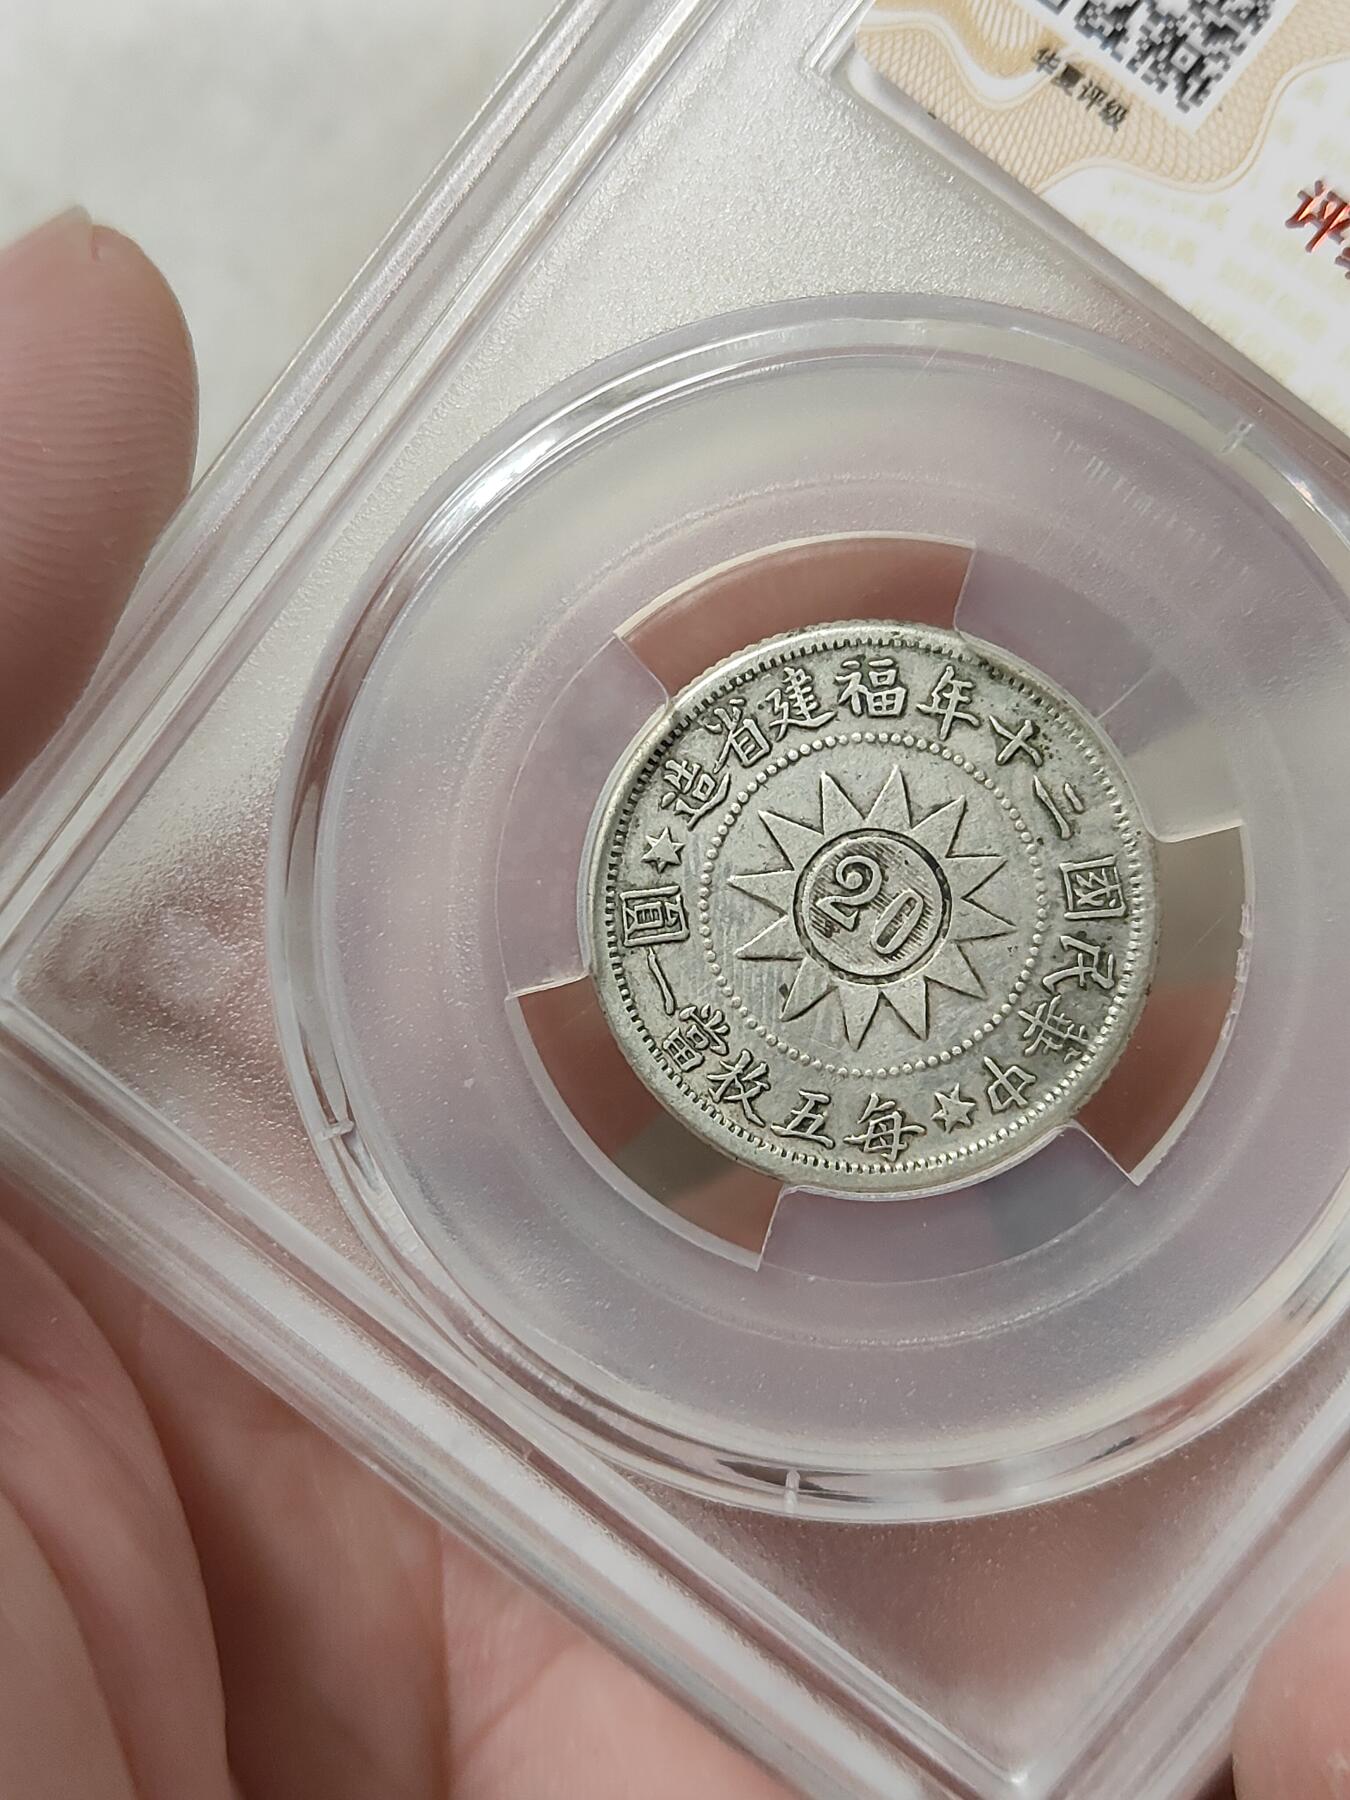 华夏评级
评
中華民國二十年福建省造
20
每五枚當一圓